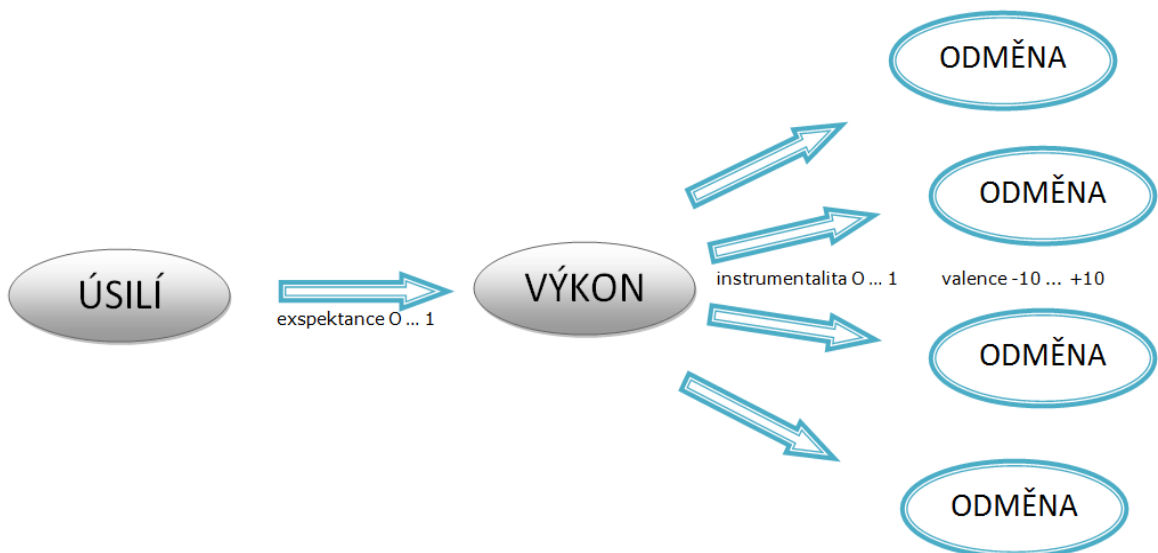 ODMĚNA
ODMĚNA
ÚSILÍ
exspektance O ... 1
VÝKON
instrumentalita O ... 1
valence -10 ... +10
ODMĚNA
ODMĚNA